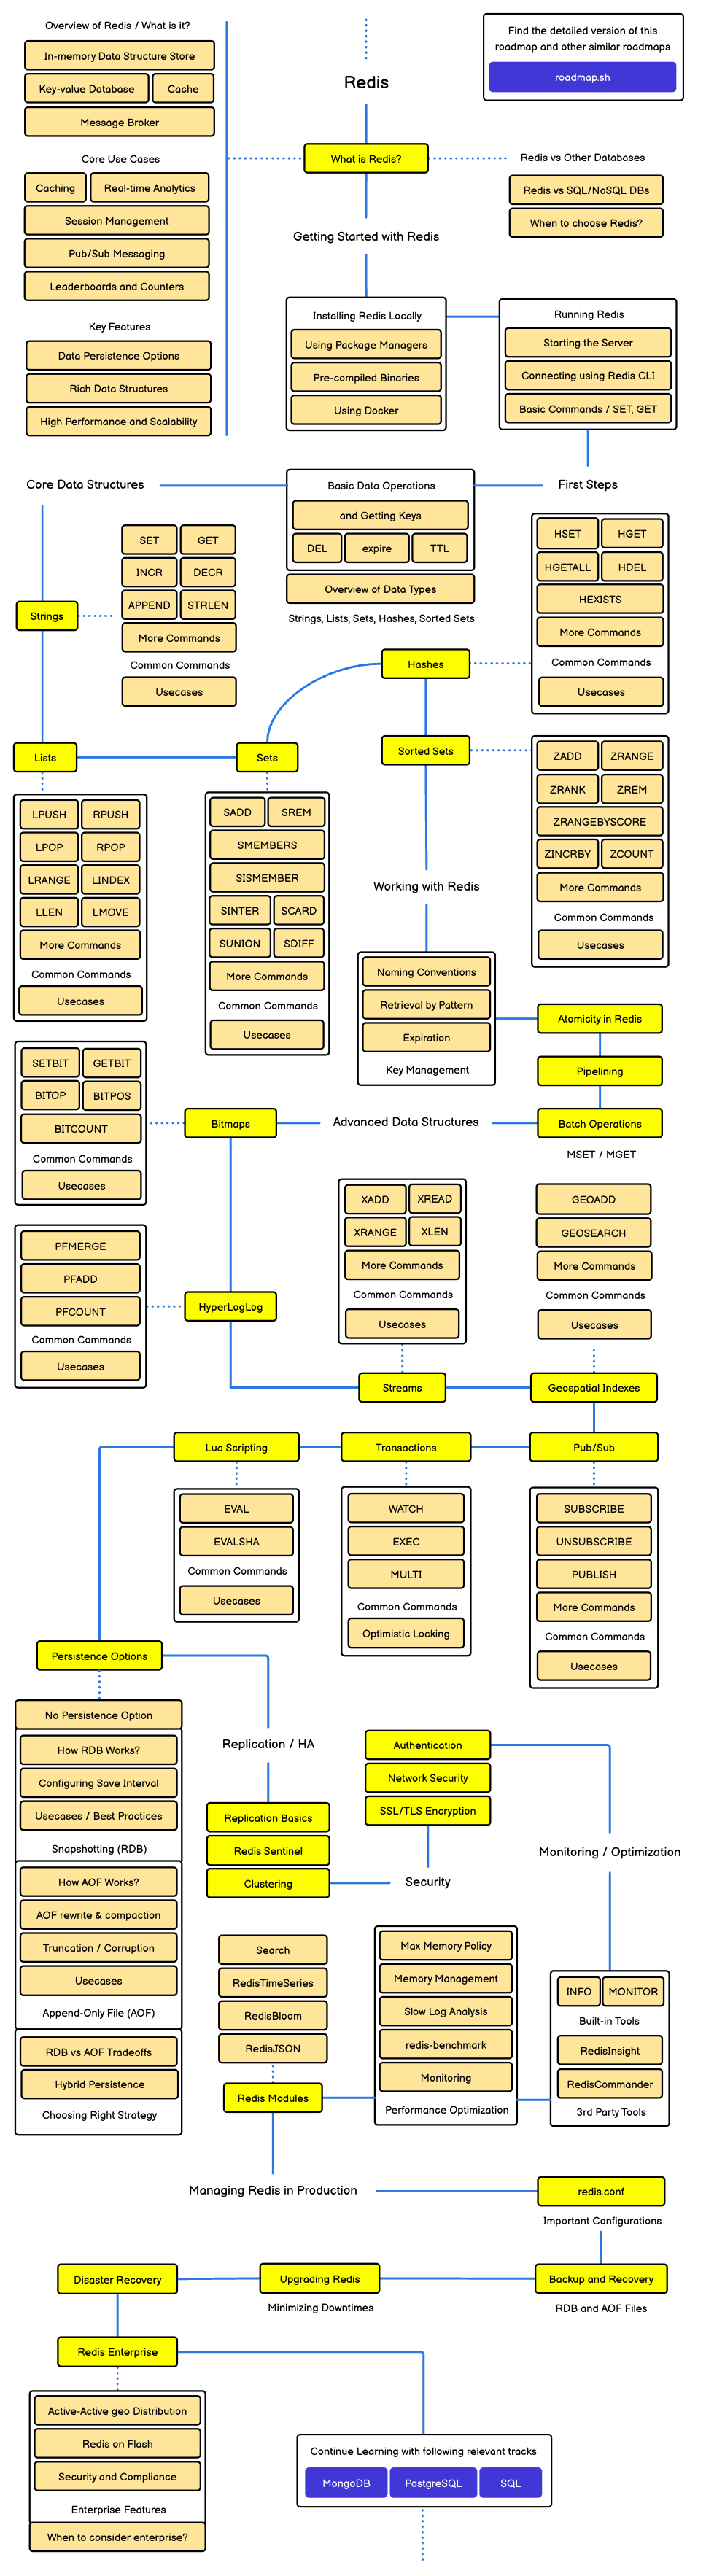 Overview of Redis / What is it?
In-memory Data Structure Store
Key-value Database
Cache
Message Broker
Core Use Cases
Caching
Real-time Analytics
Session Management
Pub/Sub Messaging
Leaderboards and Counters
Key Features
Data Persistence Options
Rich Data Structures
High Performance and Scalability
Redis
Find the detailed version of this
roadmap and other similar roadmaps
roadmap.sh
What is Redis?
Redis vs Other Databases
Redis vs SQL/NoSQL DBs
When to choose Redis?
Getting Started with Redis
Installing Redis Locally
Using Package Managers
Pre-compiled Binaries
Using Docker
Running Redis
Starting the Server
Connecting using Redis CLI
Basic Commands / SET, GET
First Steps
Basic Data Operations
and Getting Keys
DEL
expire
TTL
Overview of Data Types
Strings, Lists, Sets, Hashes, Sorted Sets
Core Data Structures
Strings
SET
GET
INCR
DECR
APPEND
STRLEN
More Commands
Common Commands
Usecases
Lists
LPUSH
RPUSH
LPOP
RPOP
LRANGE
LINDEX
LLEN
LMOVE
More Commands
Common Commands
Usecases
Sets
SADD
SREM
SMEMBERS
SISMEMBER
SINTER
SCARD
SUNION
SDIFF
More Commands
Common Commands
Usecases
Hashes
HSET
HGET
HGETALL
HDEL
HEXISTS
More Commands
Common Commands
Usecases
Sorted Sets
ZADD
ZRANGE
ZRANK
ZREM
ZRANGEBYSCORE
ZINCRBY
ZCOUNT
More Commands
Common Commands
Usecases
Working with Redis
Naming Conventions
Retrieval by Pattern
Expiration
Key Management
Atomicity in Redis
Pipelining
Batch Operations
MSET / MGET
Advanced Data Structures
Bitmaps
SETBIT
GETBIT
BITOP
BITPOS
BITCOUNT
Common Commands
Usecases
HyperLogLog
PFMERGE
PFADD
PFCOUNT
Common Commands
Usecases
XADD
XREAD
XRANGE
XLEN
More Commands
Common Commands
Usecases
Streams
GEOADD
GEOSEARCH
More Commands
Common Commands
Usecases
Geospatial Indexes
Pub/Sub
SUBSCRIBE
UNSUBSCRIBE
PUBLISH
More Commands
Common Commands
Usecases
Transactions
WATCH
EXEC
MULTI
Common Commands
Optimistic Locking
Lua Scripting
EVAL
EVALSHA
Common Commands
Usecases
Persistence Options
No Persistence Option
How RDB Works?
Configuring Save Interval
Usecases / Best Practices
Snapshotting (RDB)
How AOF Works?
AOF rewrite & compaction
Truncation / Corruption
Usecases
Append-Only File (AOF)
RDB vs AOF Tradeoffs
Hybrid Persistence
Choosing Right Strategy
Replication / HA
Replication Basics
Redis Sentinel
Clustering
Security
Authentication
Network Security
SSL/TLS Encryption
Monitoring / Optimization
INFO
MONITOR
Built-in Tools
RedisInsight
RedisCommander
3rd Party Tools
Max Memory Policy
Memory Management
Slow Log Analysis
redis-benchmark
Monitoring
Performance Optimization
Search
RedisTimeSeries
RedisBloom
RedisJSON
Redis Modules
Managing Redis in Production
redis.conf
Important Configurations
Backup and Recovery
RDB and AOF Files
Upgrading Redis
Minimizing Downtimes
Disaster Recovery
Redis Enterprise
Active-Active geo Distribution
Redis on Flash
Security and Compliance
Enterprise Features
When to consider enterprise?
Continue Learning with following relevant tracks
MongoDB
PostgreSQL
SQL